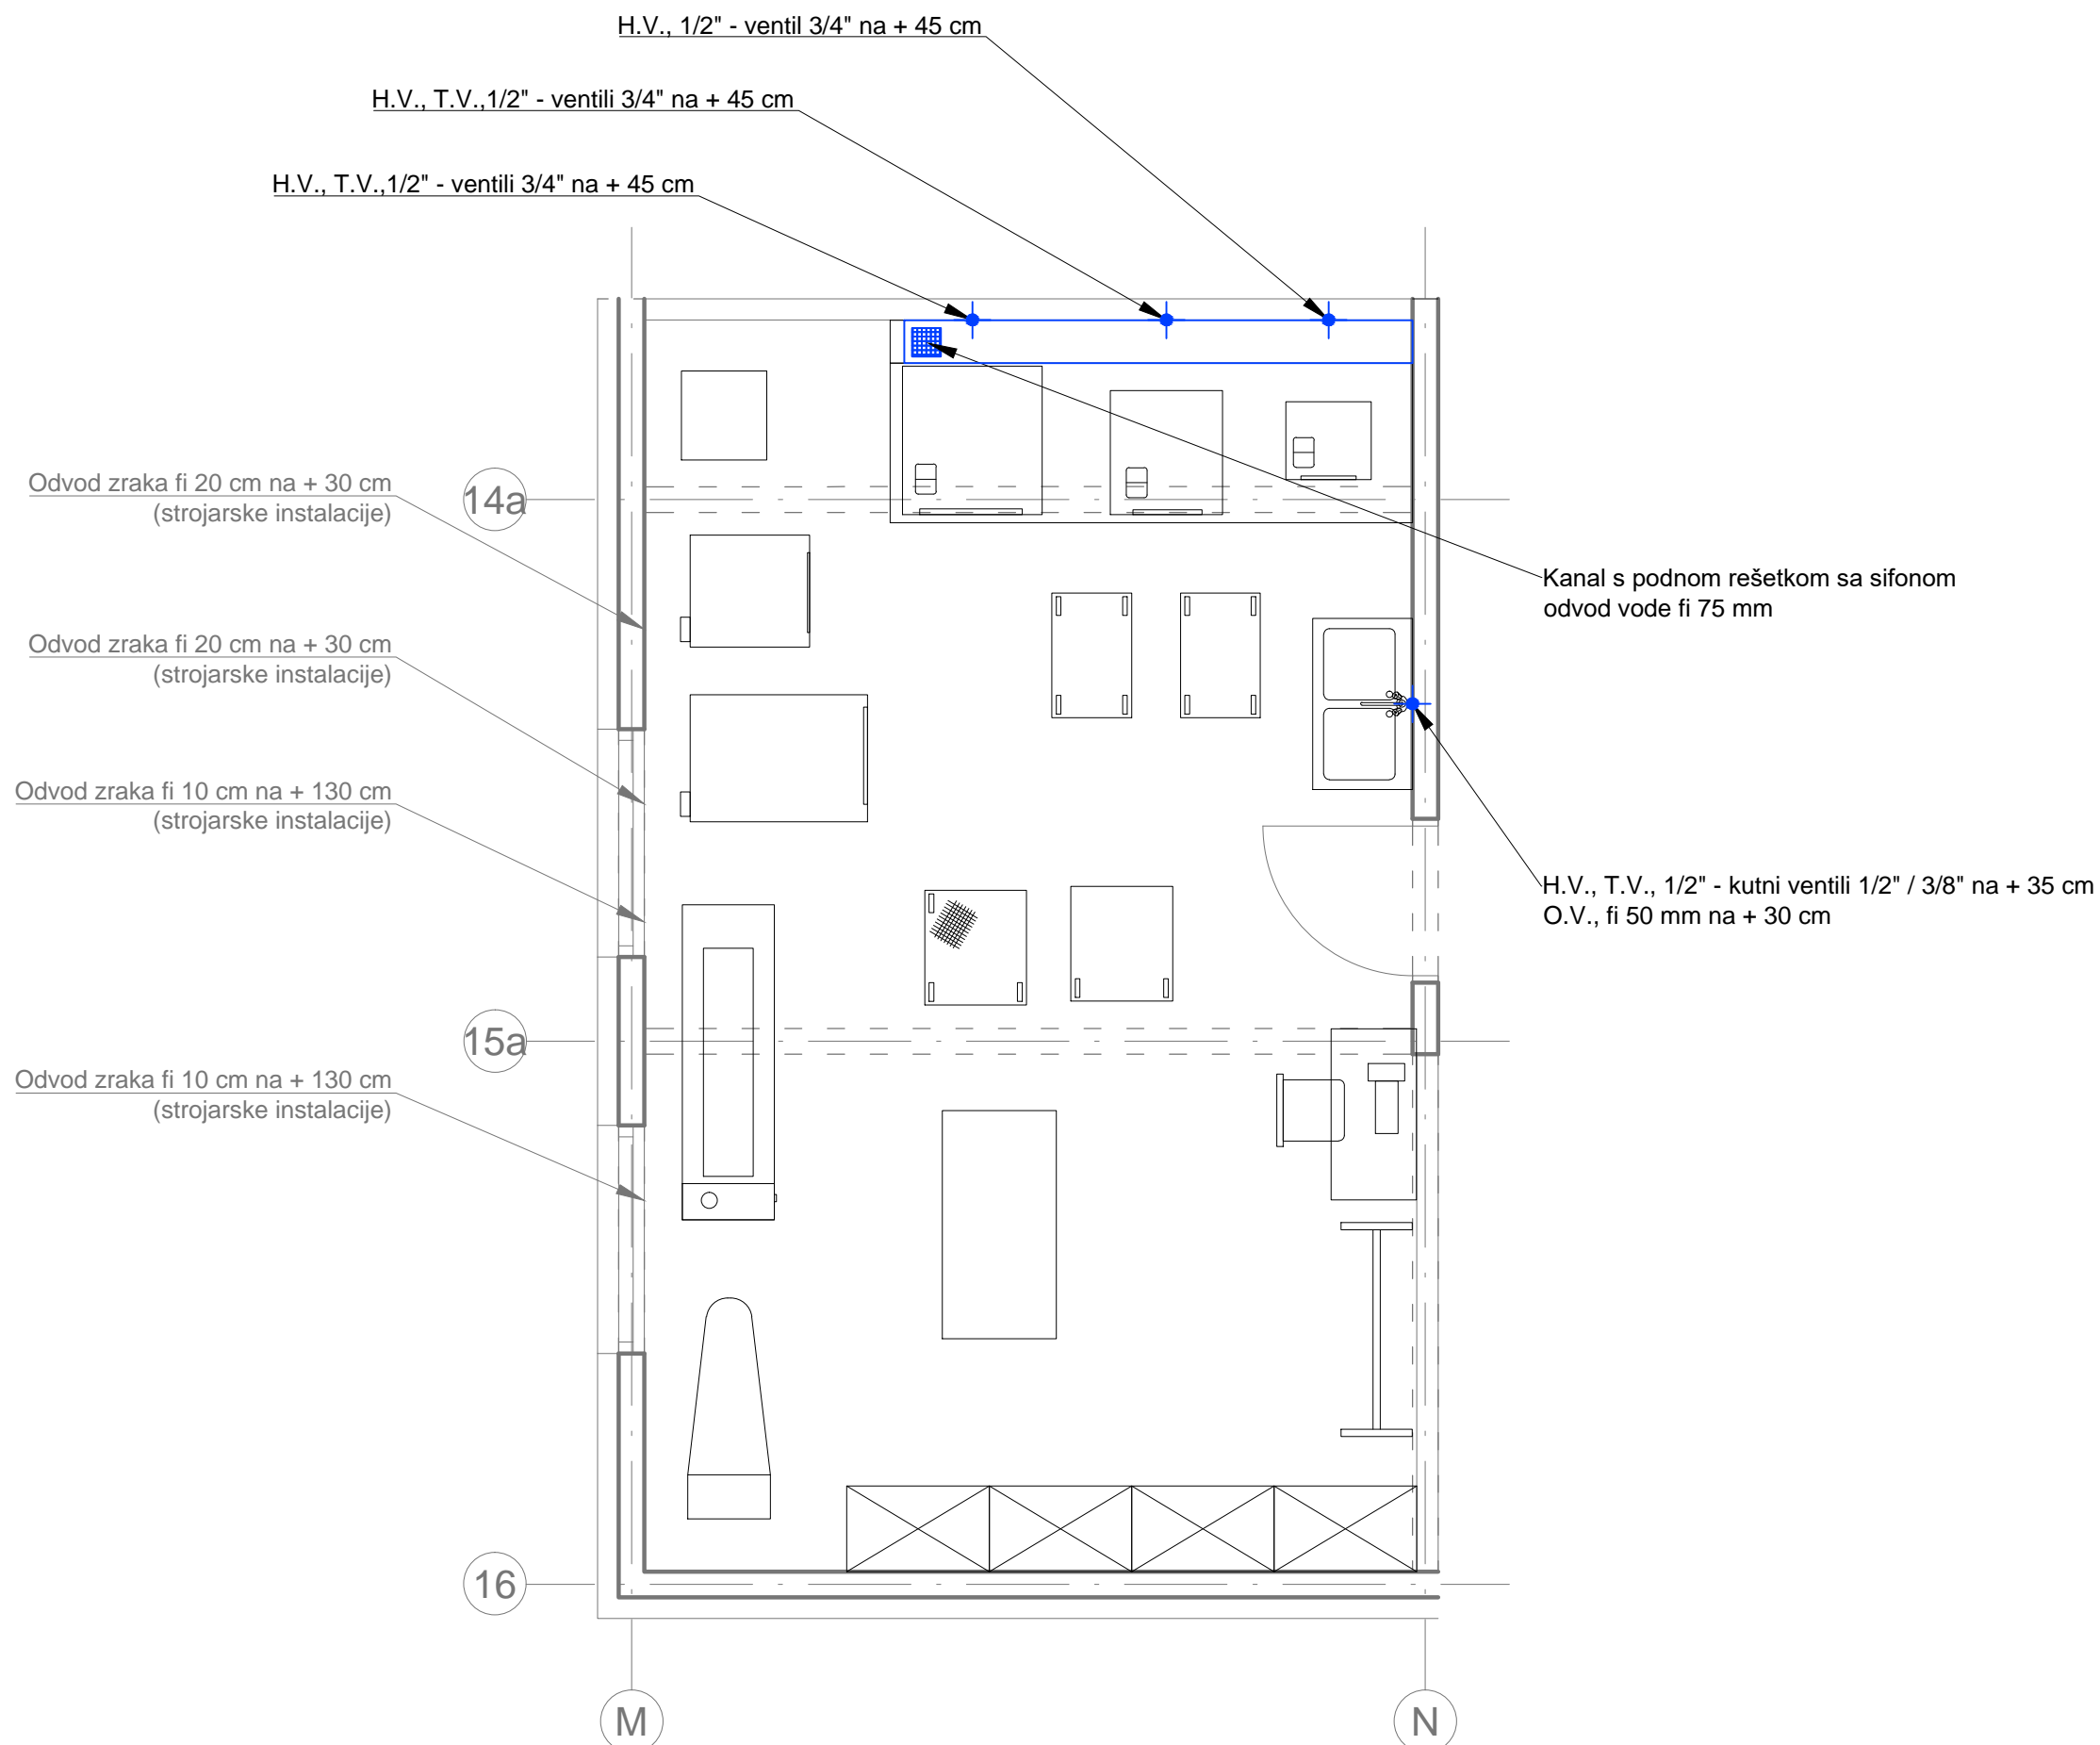 H.V., 1/2" - ventil 3/4" na + 45 cm
H.V., T.V.,1/2" - ventili 3/4" na + 45 cm
H.V., T.V.,1/2" - ventili 3/4" na + 45 cm
Odvod zraka fi 20 cm na + 30 cm
(strojarske instalacije)
14a
Kanal s podnom rešetkom sa sifonom
odvod vode fi 75 mm
Odvod zraka fi 20 cm na + 30 cm
(strojarske instalacije)
Odvod zraka fi 10 cm na + 130 cm
(strojarske instalacije)
H.V., T.V., 1/2" - kutni ventili 1/2" / 3/8" na + 35 cm
O.V., fi 50 mm na + 30 cm
15a
Odvod zraka fi 10 cm na + 130 cm
(strojarske instalacije)
16
M
N